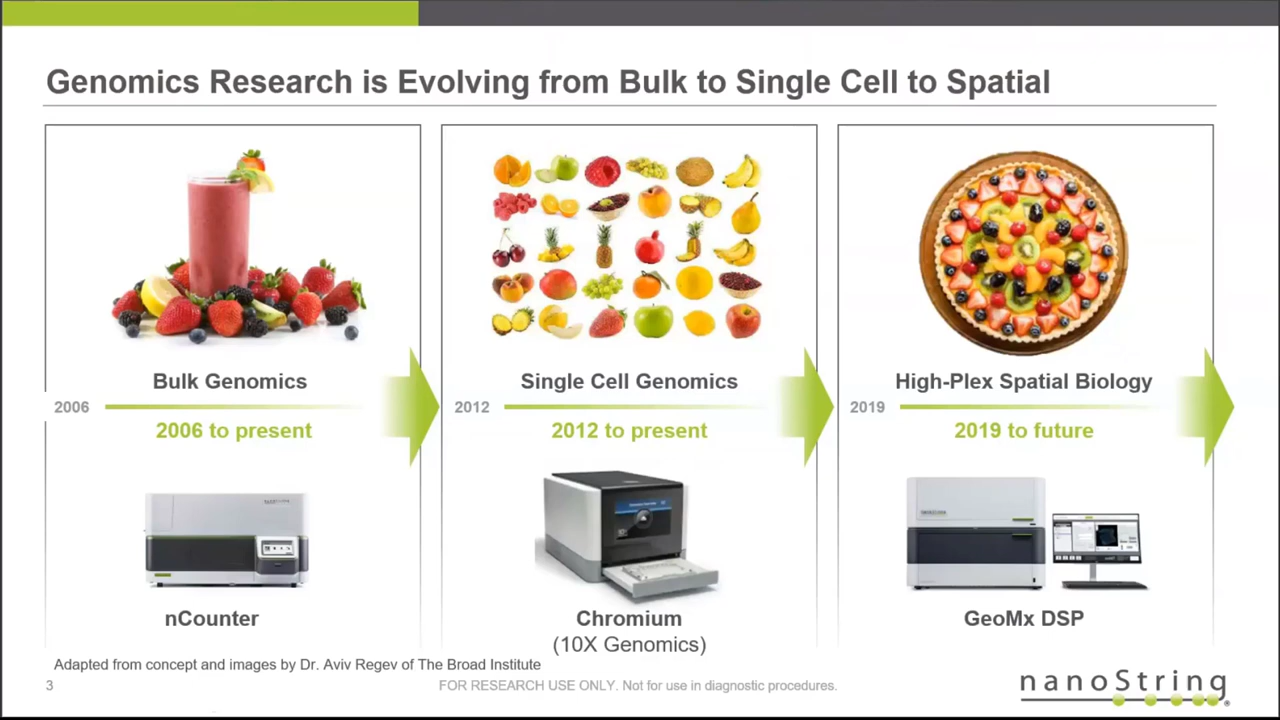 Genomics Research is Evolving from Bulk to Single Cell to Spatial
Bulk Genomics
2006
2006 to present
nCounter
Single Cell Genomics
2012
2012 to present
Chromium
(10X Genomics)
High-Plex Spatial Biology
2019
2019 to future
GeoMx DSP
Adapted from concept and images by Dr. Aviv Regev of The Broad Institute
3
FOR RESEARCH USE ONLY. Not for use in diagnostic procedures.
nanoString®